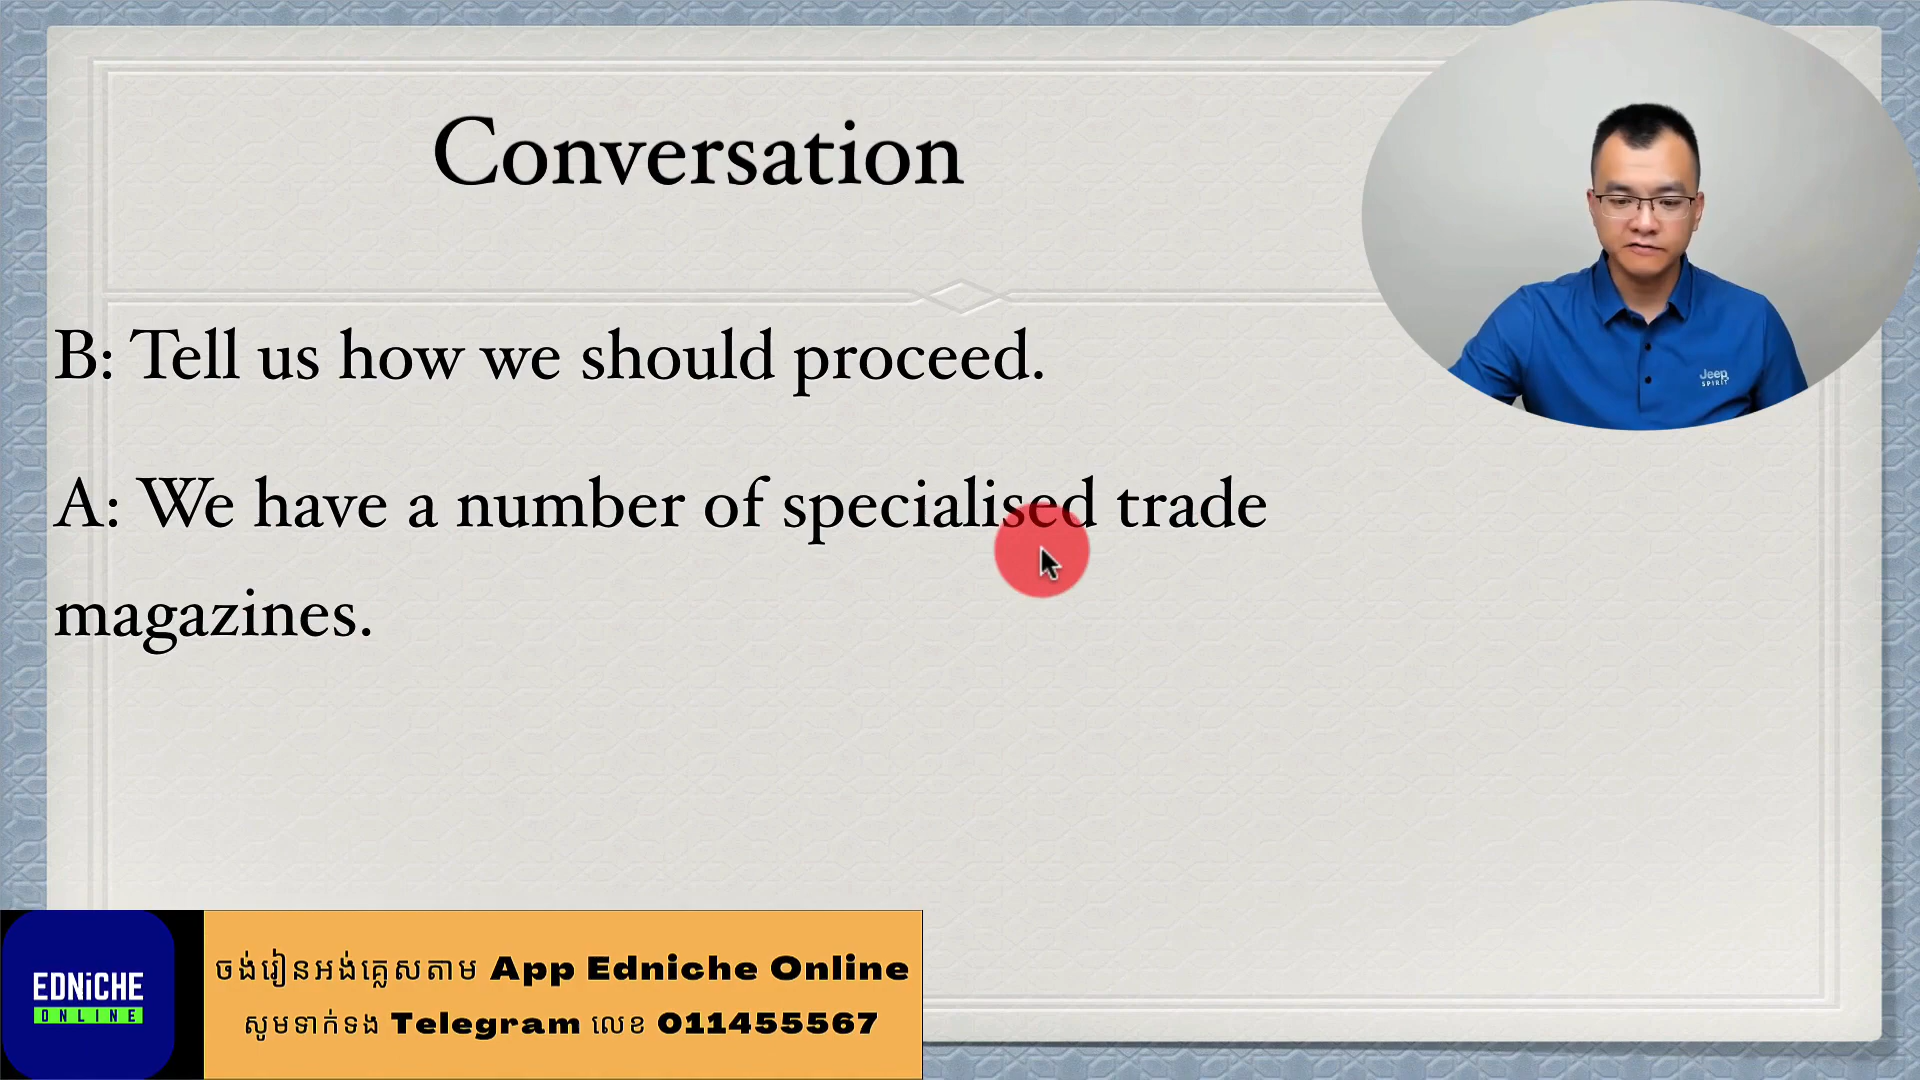 Conversation
B: Tell us how we should proceed.
A: We have a number of specialised trade
magazines.
Jeep
SPIRIT
EDNiCHE
ONLINE
ចង់រៀនអង់គ្លេសតាម App Edniche Online
សូមទាក់ទង Telegram លេខ 011455567